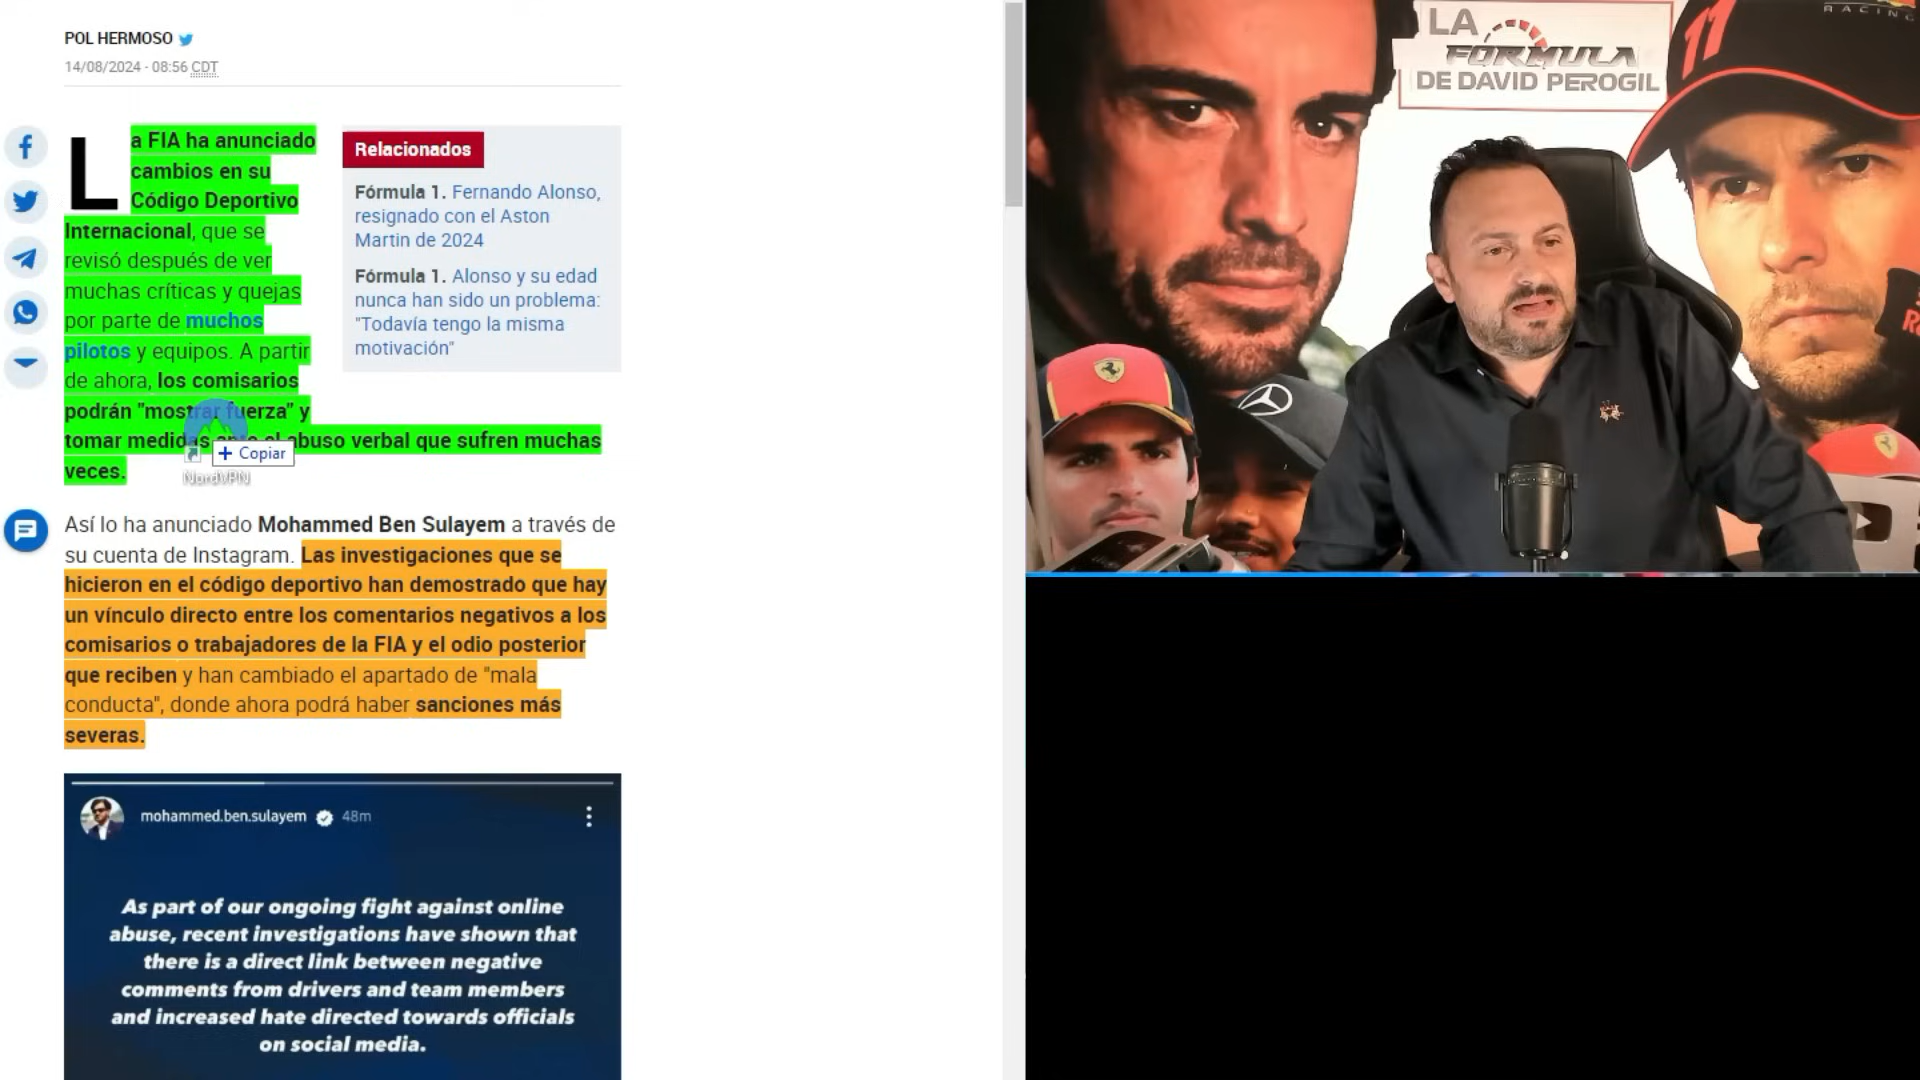 POL HERMOSO
14/08/2024 - 08:56 CDT
La FIA ha anunciado
cambios en su
Código Deportivo
Internacional, que se
revisó después de ver
muchas críticas y quejas
por parte de muchos
pilotos y equipos. A partir
de ahora, los comisarios
podrán "mostrar fuerza" y
tomar medidas ante el abuso verbal que sufren muchas
veces.
Copiar
NordVPN
Relacionados
Fórmula 1. Fernando Alonso,
resignado con el Aston
Martin de 2024
Fórmula 1. Alonso y su edad
nunca han sido un problema:
"Todavía tengo la misma
motivación"
Así lo ha anunciado Mohammed Ben Sulayem a través de
su cuenta de Instagram. Las investigaciones que se
hicieron en el código deportivo han demostrado que hay
un vínculo directo entre los comentarios negativos a los
comisarios o trabajadores de la FIA y el odio posterior
que reciben y han cambiado el apartado de "mala
conducta", donde ahora podrá haber sanciones más
severas.
mohammed.ben.sulayem 48m
As part of our ongoing fight against online
abuse, recent investigations have shown that
there is a direct link between negative
comments from drivers and team members
and increased hate directed towards officials
on social media.
LA
FÓRMULA
DE DAVID PEROGIL
11
RACING